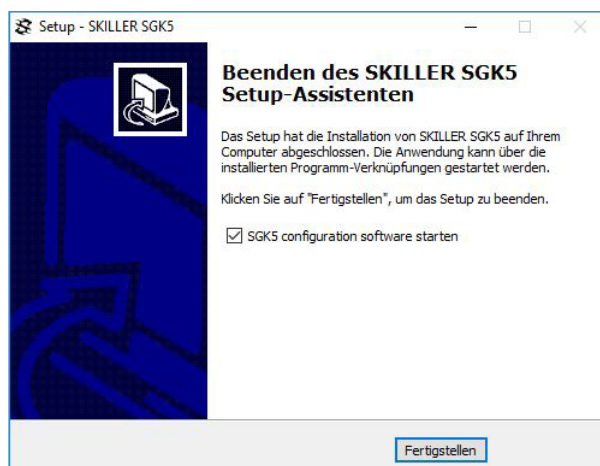 Setup - SKILLER SGK5
Beenden des SKILLER SGK5
Setup-Assistenten
Das Setup hat die Installation von SKILLER SGK5 auf Ihrem
Computer abgeschlossen. Die Anwendung kann über die
installierten Programm-Verknüpfungen gestartet werden.
Klicken Sie auf "Fertigstellen", um das Setup zu beenden.
SGK5 configuration software starten
Fertigstellen